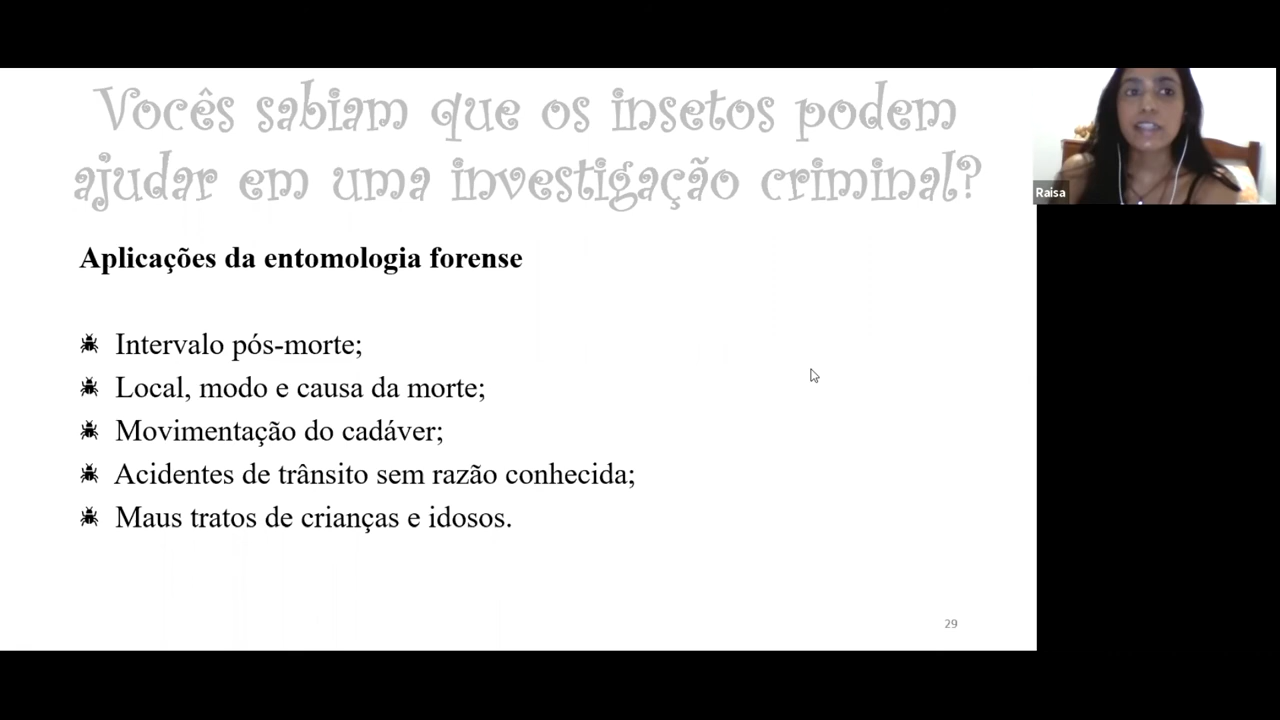 Vocês sabiam que os insetos podem
ajudar em uma investigação criminal?
Raisa
Aplicações da entomologia forense
Intervalo pós-morte;
Local, modo e causa da morte;
Movimentação do cadáver;
Acidentes de trânsito sem razão conhecida;
Maus tratos de crianças e idosos.
29